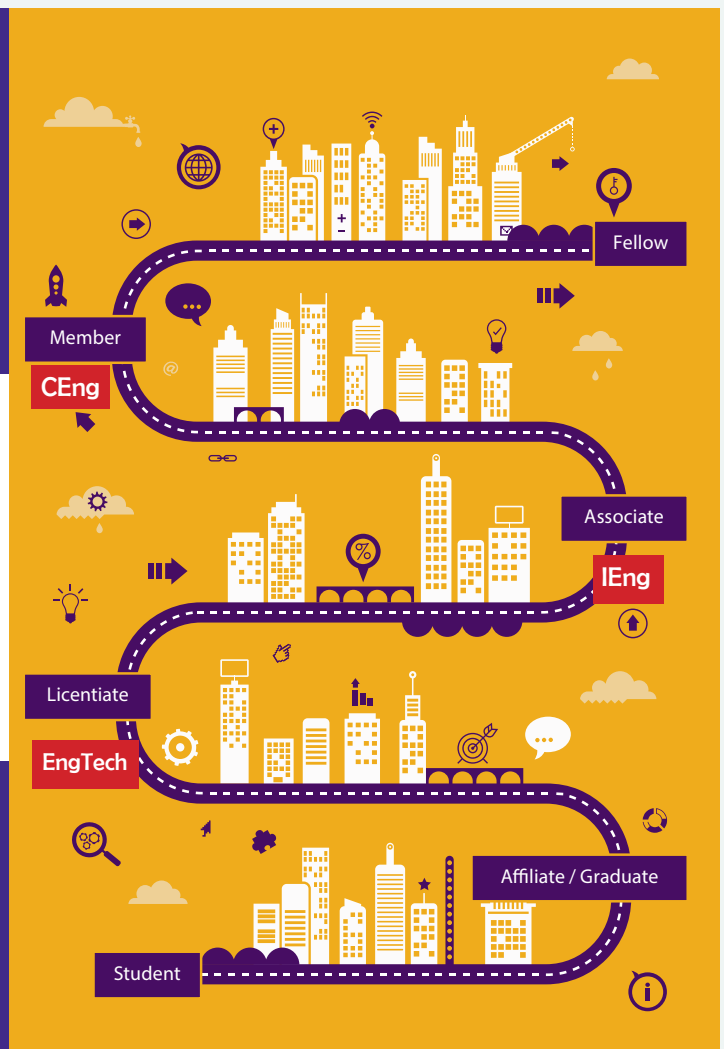 Fellow
Member
CEng
@
Associate
%
IEng
Licentiate
EngTech
Affiliate / Graduate
Student
i